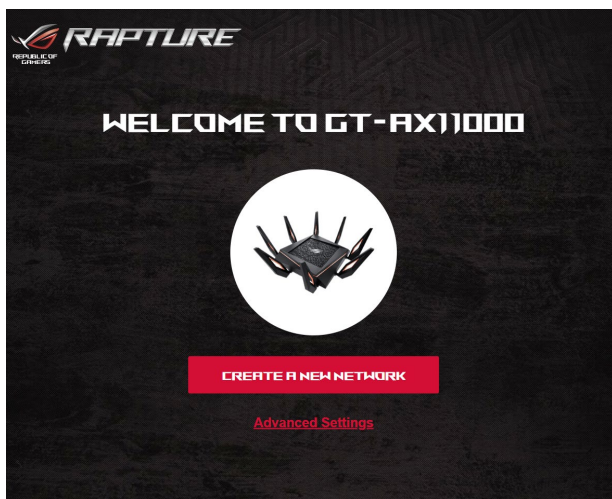 RAPTURE
REPUBLIC OF
GAMERS
WELCOME TO GT-AX11000
CREATE A NEW NETWORK
Advanced Settings